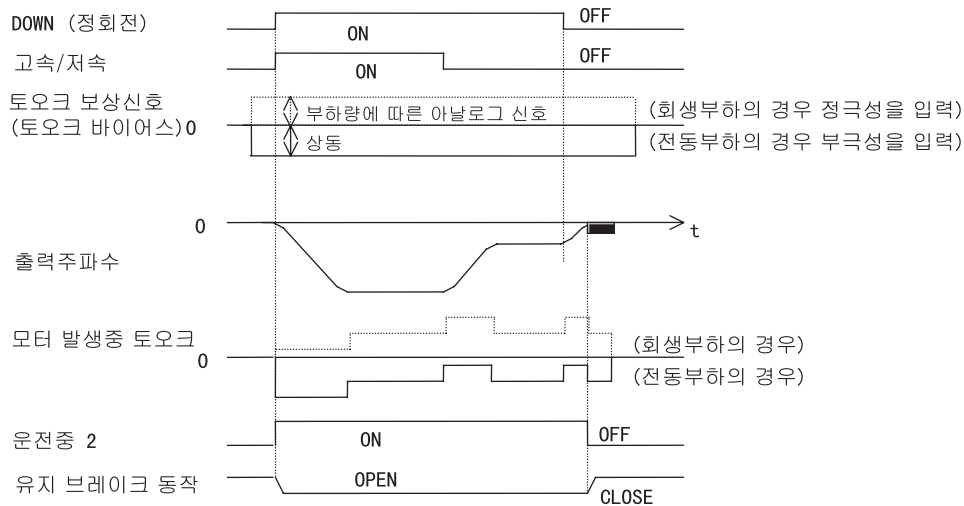 DOWN (정회전)
ON
OFF
고속/저속
ON
OFF
토오크 보상신호
(토오크 바이어스) 0
부하량에 따른 아날로그 신호
상동
(회생부하의 경우 정극성을 입력)
(전동부하의 경우 부극성을 입력)
0
t
출력주파수
모터 발생중 토오크
0
(회생부하의 경우)
(전동부하의 경우)
운전중 2
ON
OFF
유지 브레이크 동작
OPEN
CLOSE